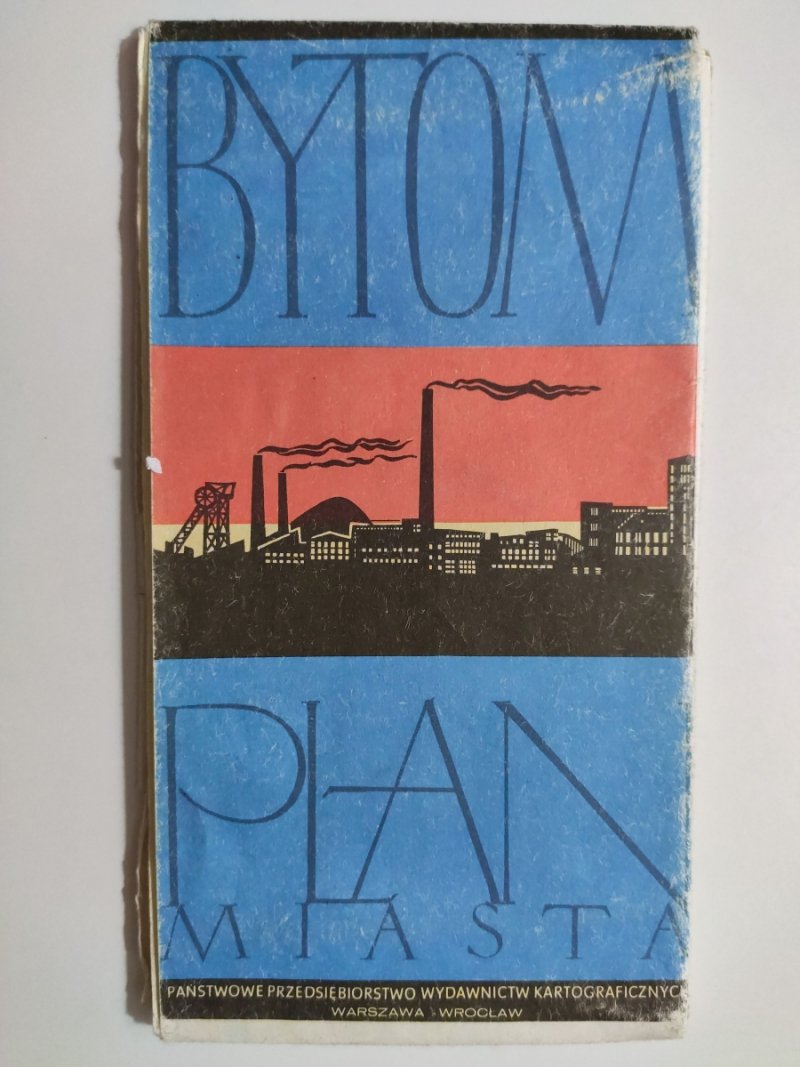 BYTOM
PLAN
MIASTA
PAŃSTWOWE PRZEDSIĘBIORSTWO WYDAWNICTW KARTOGRAFICZNYCH
WARSZAWA - WROCŁAW